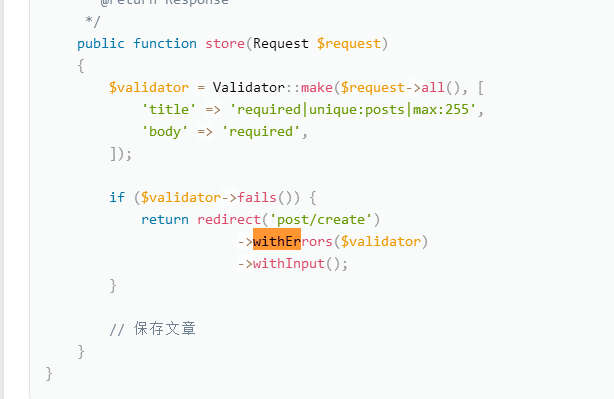 @return Response
*/
public function store(Request $request)
{
$validator = Validator::make($request->all(), [
'title' => 'required|unique:posts|max:255',
'body' => 'required',
]);
if ($validator->fails()) {
return redirect('post/create')
->withErrors($validator)
->withInput();
}
// 保存文章
}
}